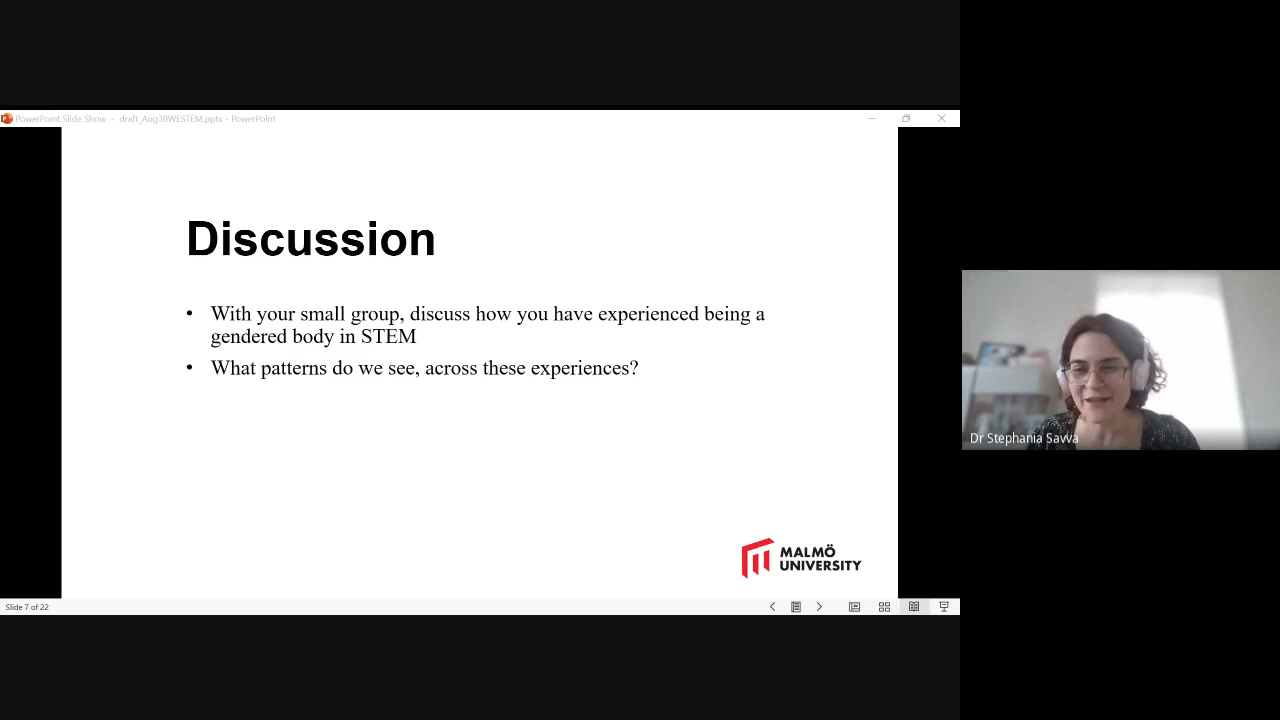 PowerPoint Slide Show - draft_Aug30WESTEM.pptx - PowerPoint
Discussion
• With your small group, discuss how you have experienced being a
gendered body in STEM
• What patterns do we see, across these experiences?
MALMÖ
UNIVERSITY
Dr Stephania Savva
Slide 7 of 22